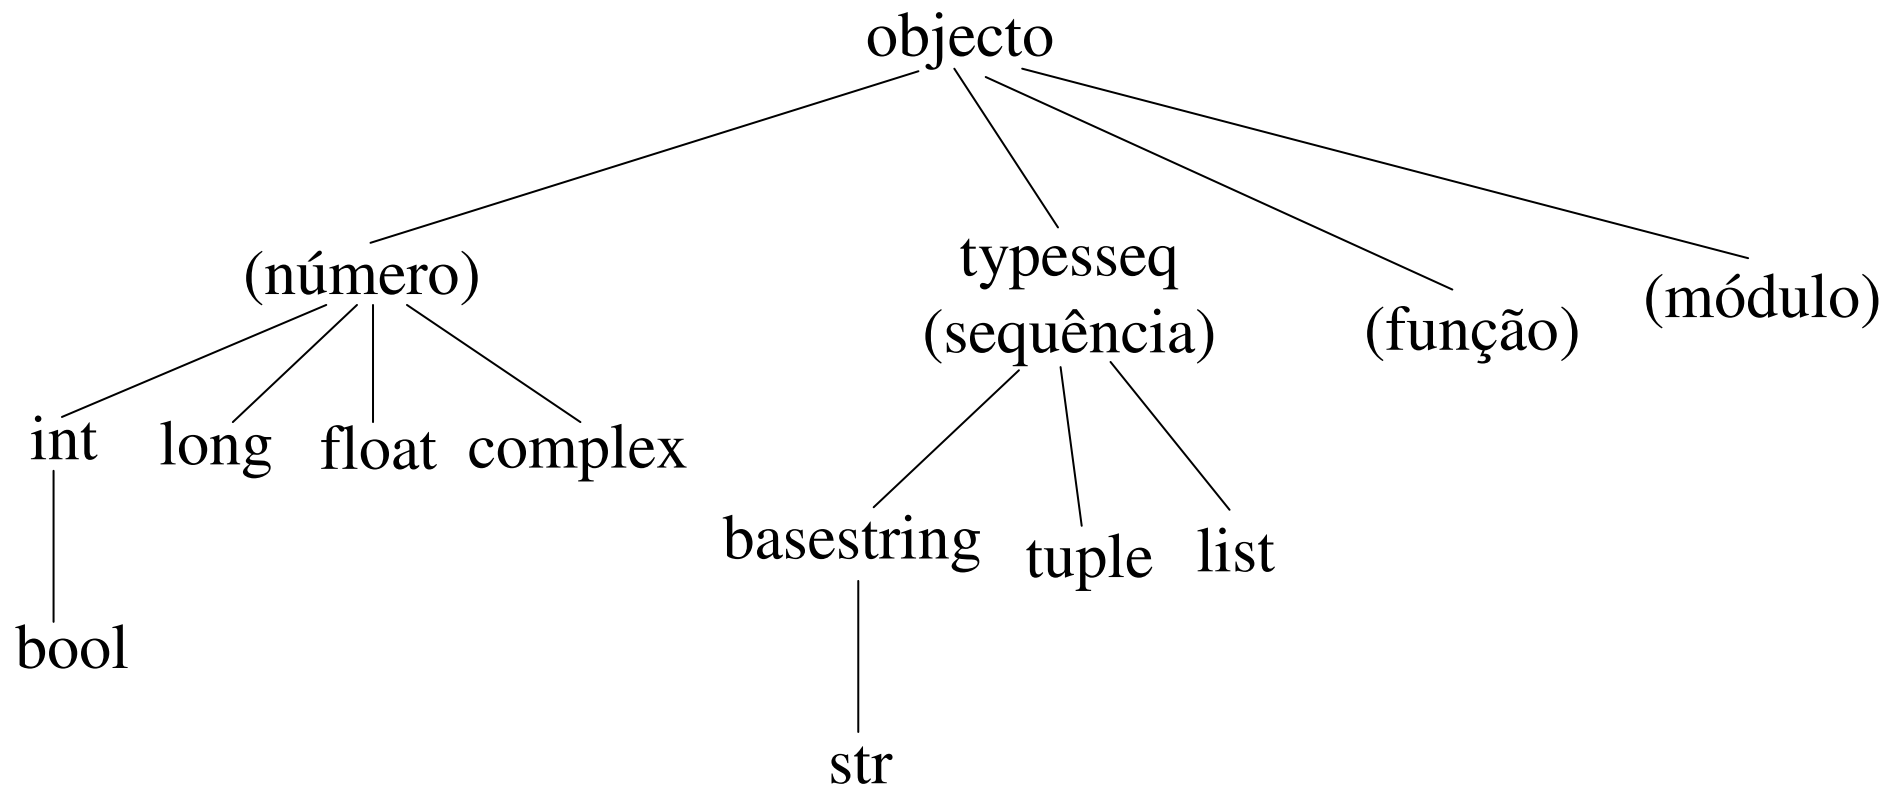 objecto
(número)
typesseq
(sequência)
(função)
(módulo)
int
long
float
complex
basestring
tuple
list
bool
str